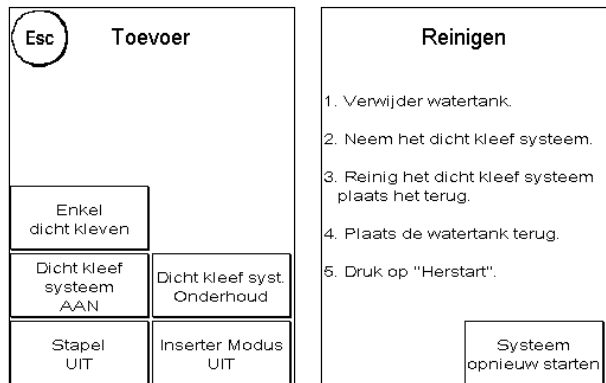 Esc
Toevoer
Enkel
dicht kleven
Dicht kleef
systeem
AAN
Dicht kleef syst.
Onderhoud
Stapel
UIT
Inserter Modus
UIT
Reinigen
1. Verwijder watertank.
2. Neem het dicht kleef systeem.
3. Reinig het dicht kleef systeem
plaats het terug.
4. Plaats de watertank terug.
5. Druk op "Herstart".
Systeem
opnieuw starten